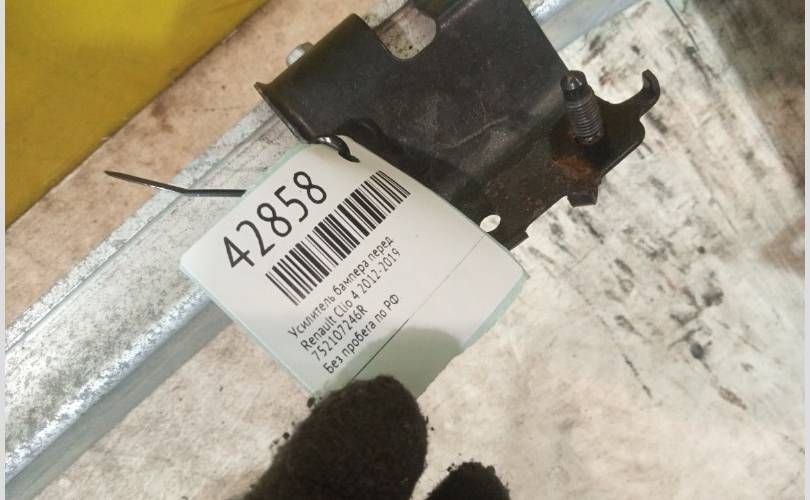 42858
Усилитель бампера перед
Renault Clio 4 2012-2019
752107246R
Без пробега по РФ